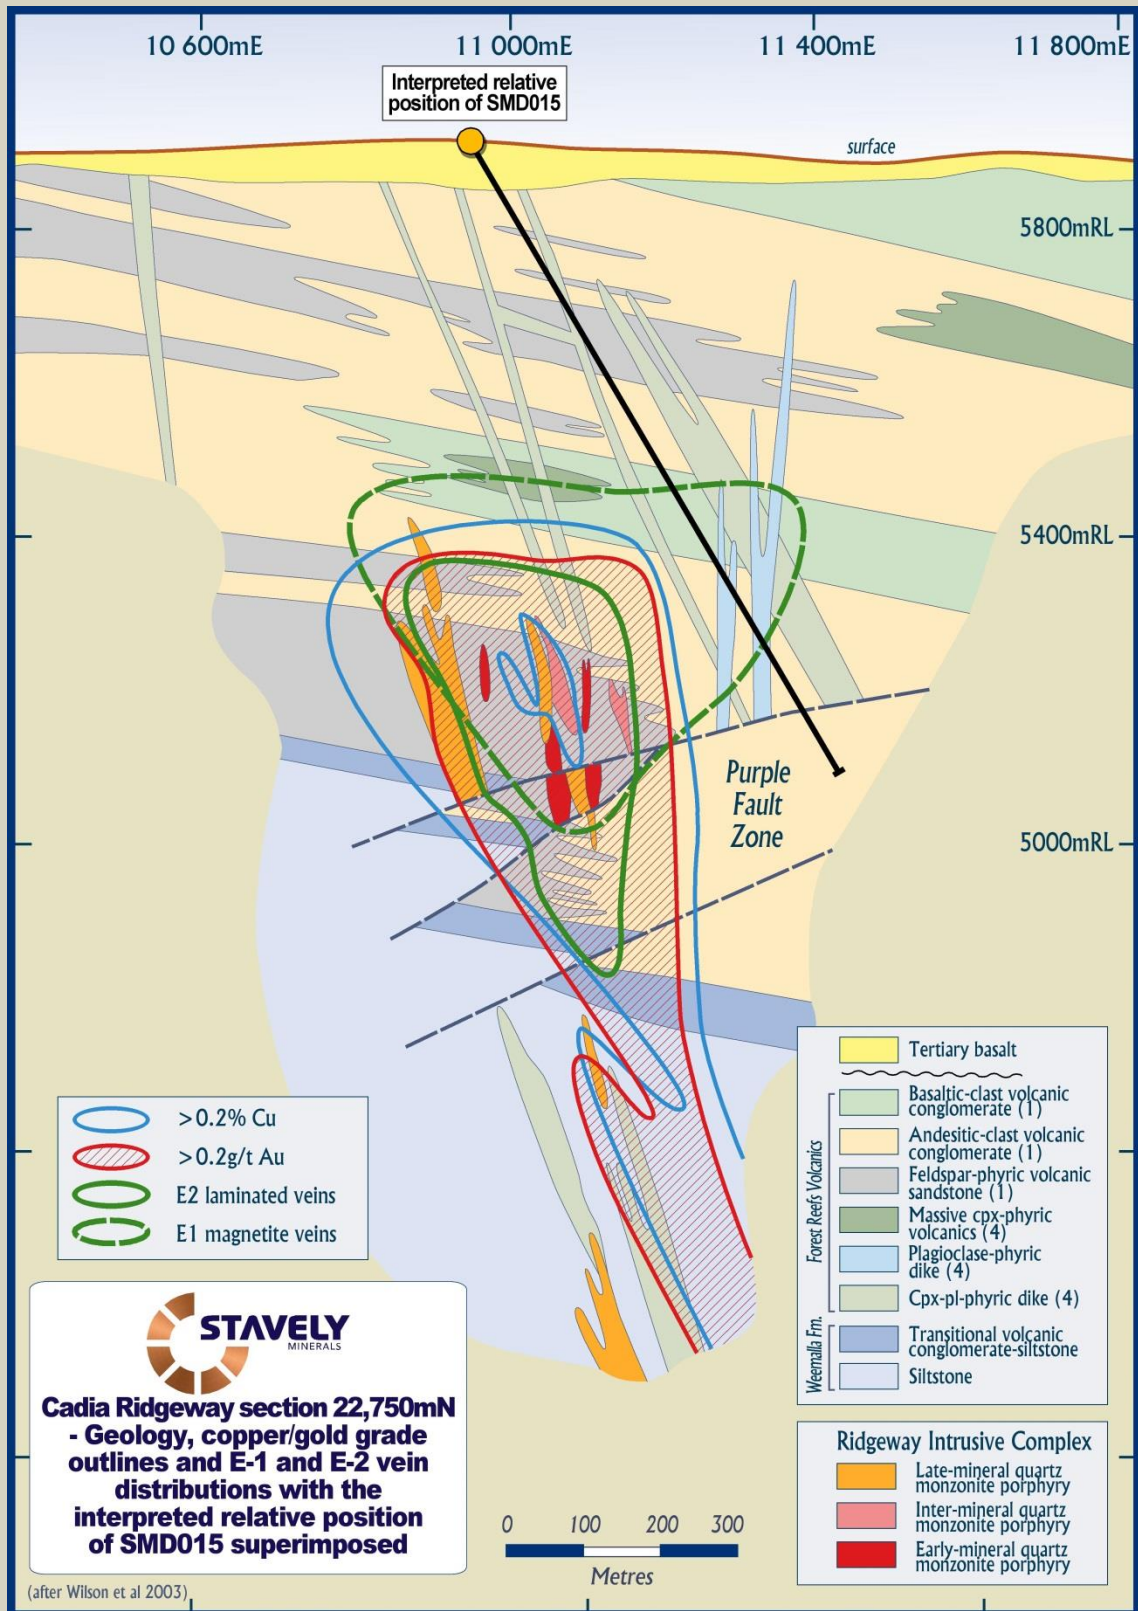 10 600mE
11 000mE
11 400mE
11 800mE
Interpreted relative
position of SMD015
surface
5800mRL
5400mRL
Purple
Fault
Zone
5000mRL
>0.2% Cu
>0.2g/t Au
E2 laminated veins
E1 magnetite veins
Tertiary basalt
Forest Reefs Volcanics
Basaltic-clast volcanic
conglomerate (1)
Andesitic-clast volcanic
conglomerate (1)
Feldspar-phyric volcanic
sandstone (1)
Massive cpx-phyric
volcanics (4)
Plagioclase-phyric
dike (4)
Cpx-pl-phyric dike (4)
Weemalla Fm.
Transitional volcanic
conglomerate-siltstone
Siltstone
STAVELY
MINERALS
Cadia Ridgeway section 22,750mN
- Geology, copper/gold grade
outlines and E-1 and E-2 vein
distributions with the
interpreted relative position
of SMD015 superimposed
(after Wilson et al 2003)
0 100 200 300
Metres
Ridgeway Intrusive Complex
Late-mineral quartz
monzonite porphyry
Inter-mineral quartz
monzonite porphyry
Early-mineral quartz
monzonite porphyry